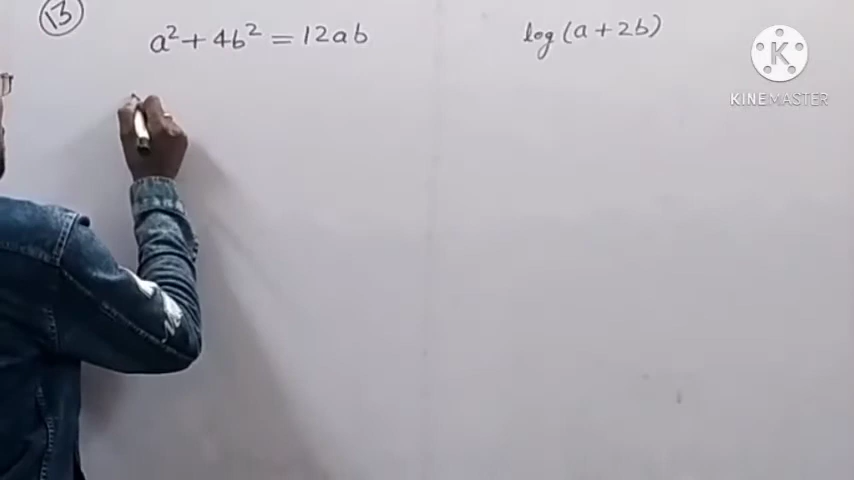 13
a² + 4b² = 12ab
log (a + 2b)
K
KINEMASTER